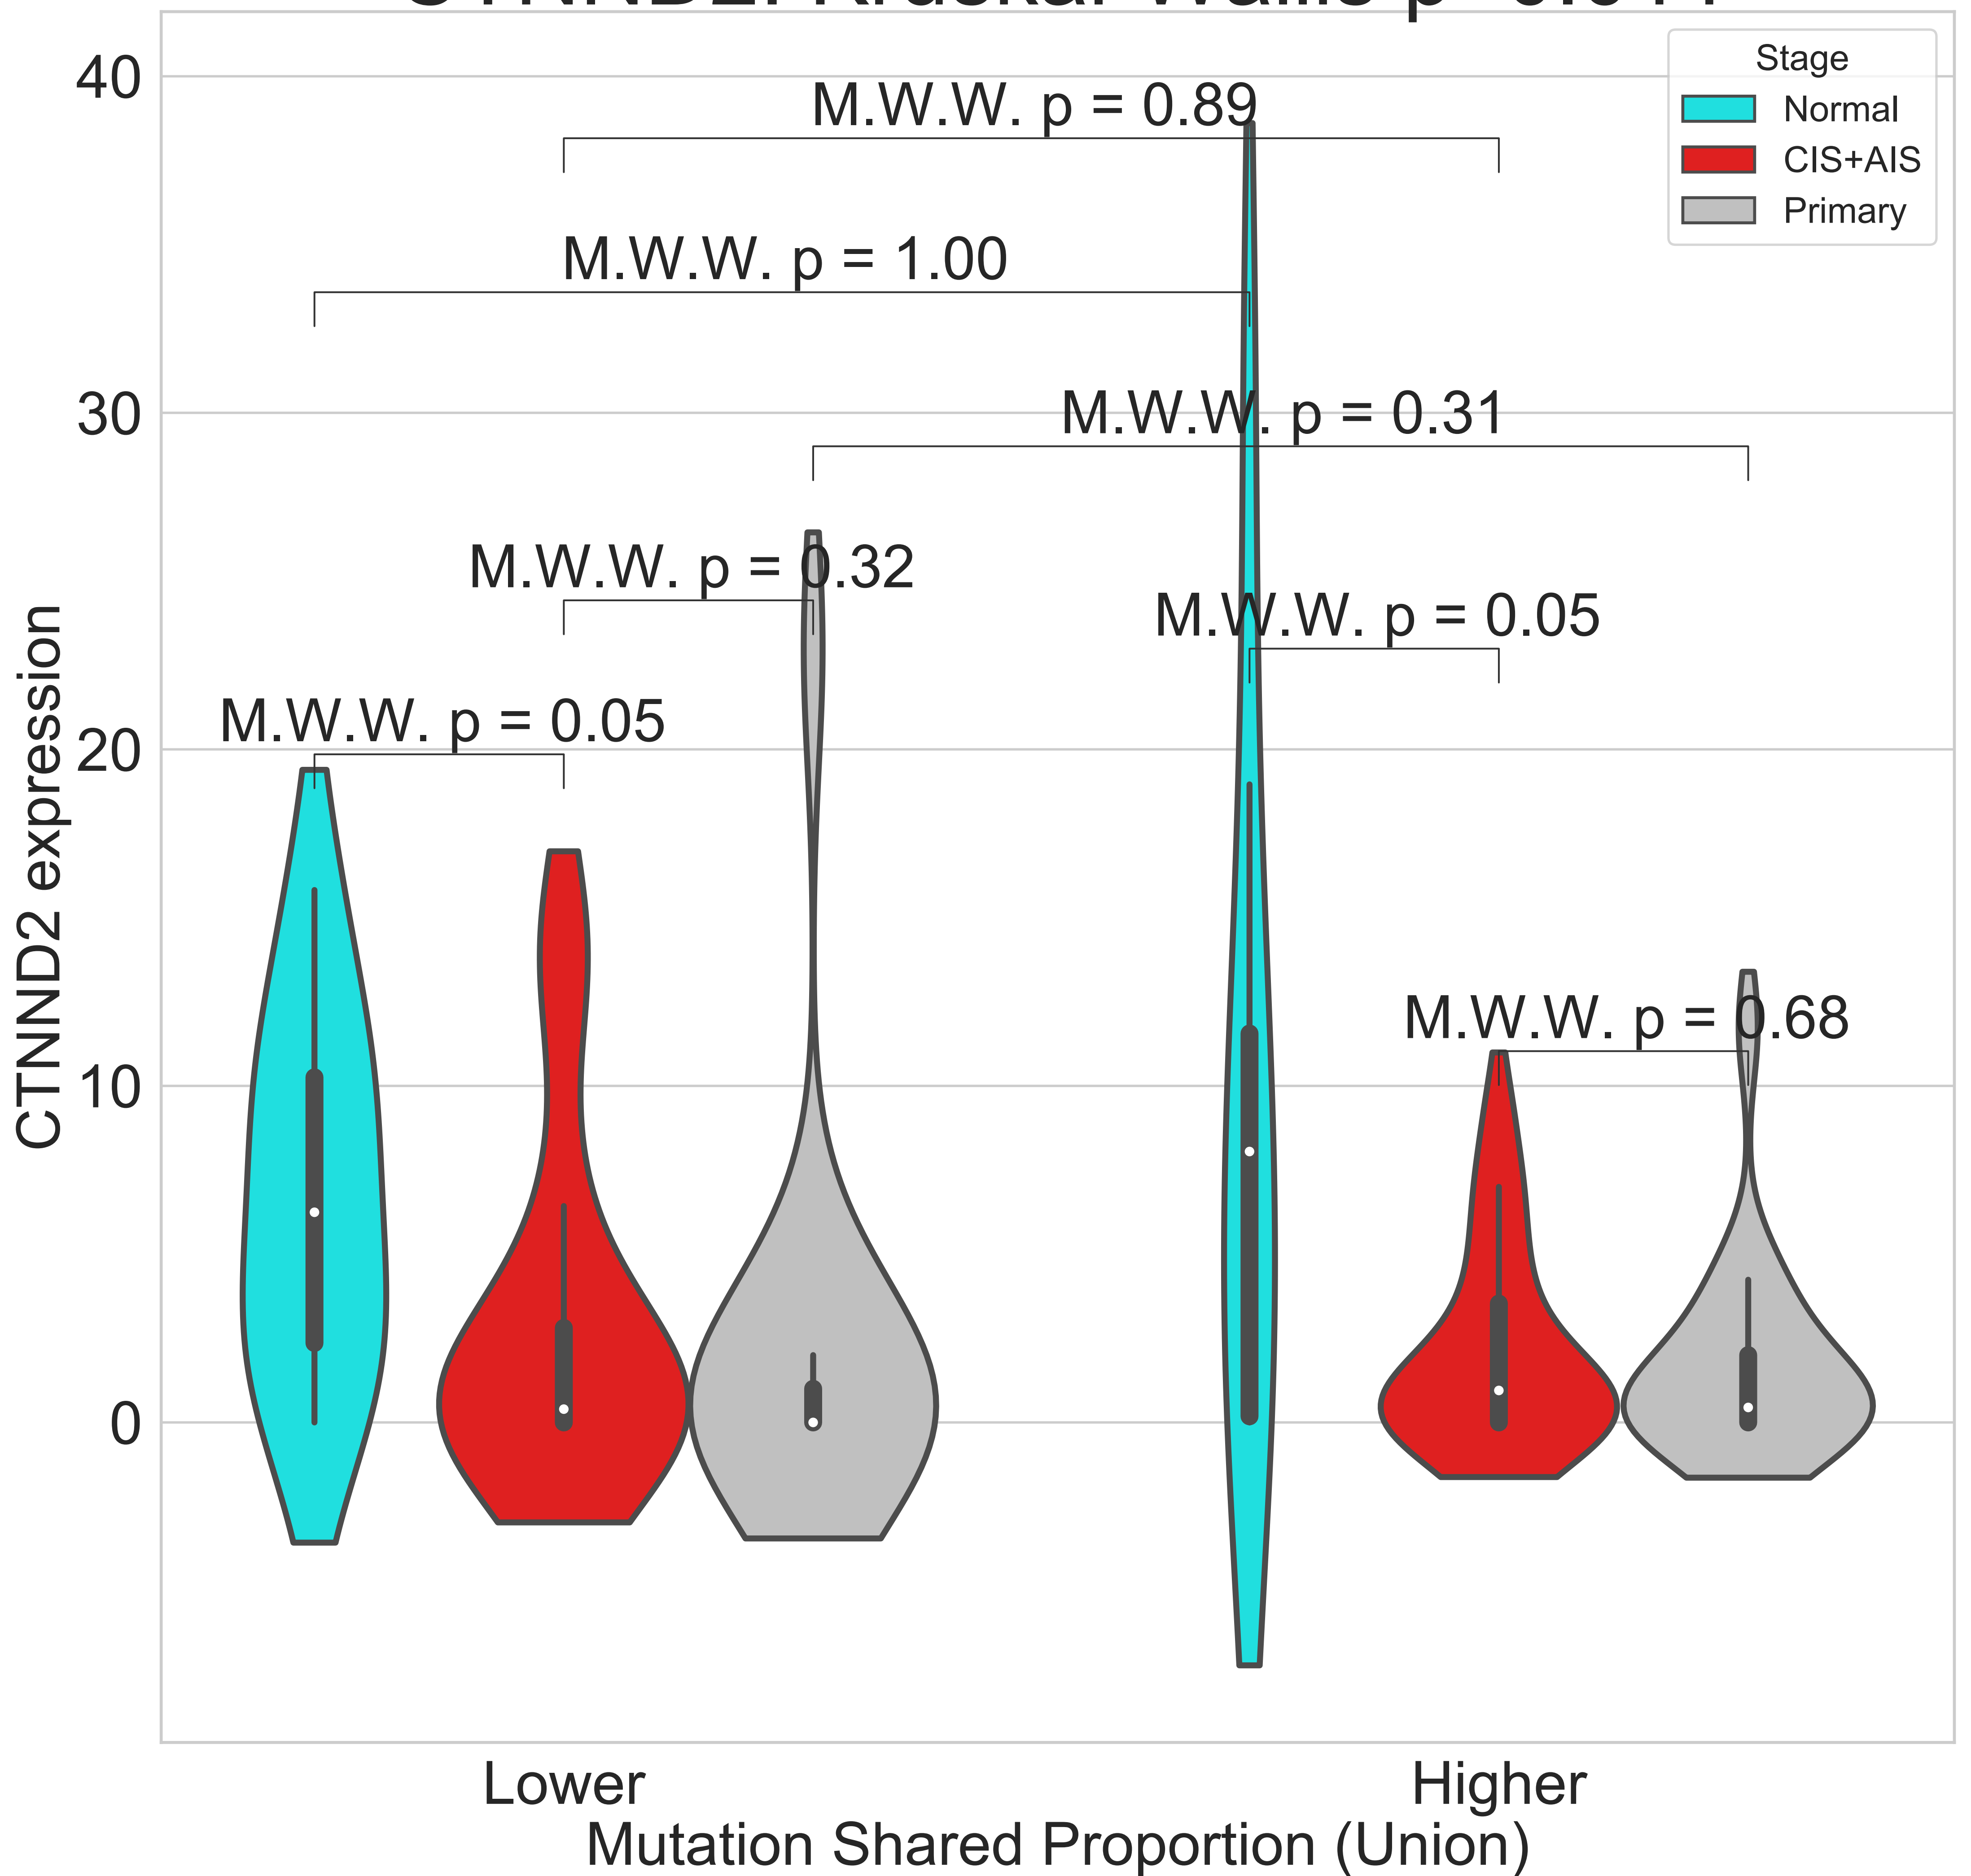 40
M.W.W. p = 0.89
Stage
Normal
CIS+AIS
Primary
M.W.W. p = 1.00
30
M.W.W. p = 0.31
M.W.W. p = 0.32
M.W.W. p = 0.05
M.W.W. p = 0.05
20
CTNND2 expression
M.W.W. p = 0.68
10
0
Lower
Higher
Mutation Shared Proportion (Union)